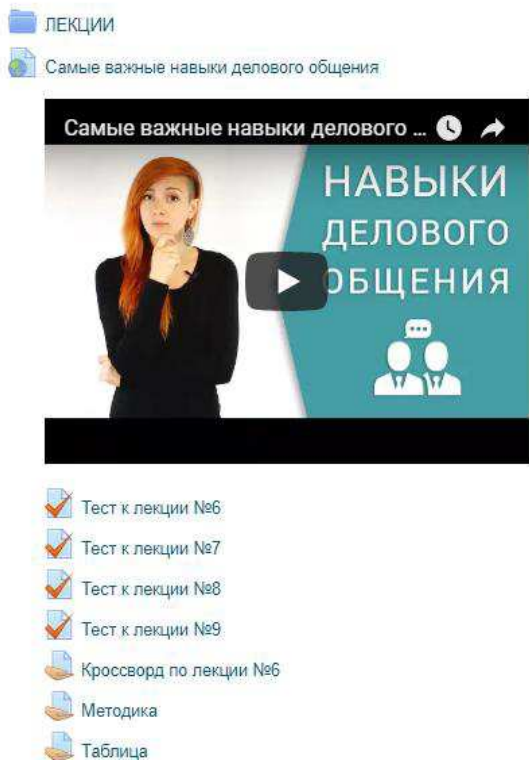 ЛЕКЦИИ
Самые важные навыки делового общения
Самые важные навыки делового ...
НАВЫКИ
ДЕЛОВОГО
ОБЩЕНИЯ
Тест к лекции №6
Тест к лекции №7
Тест к лекции №8
Тест к лекции №9
Кроссворд по лекции №6
Методика
Таблица